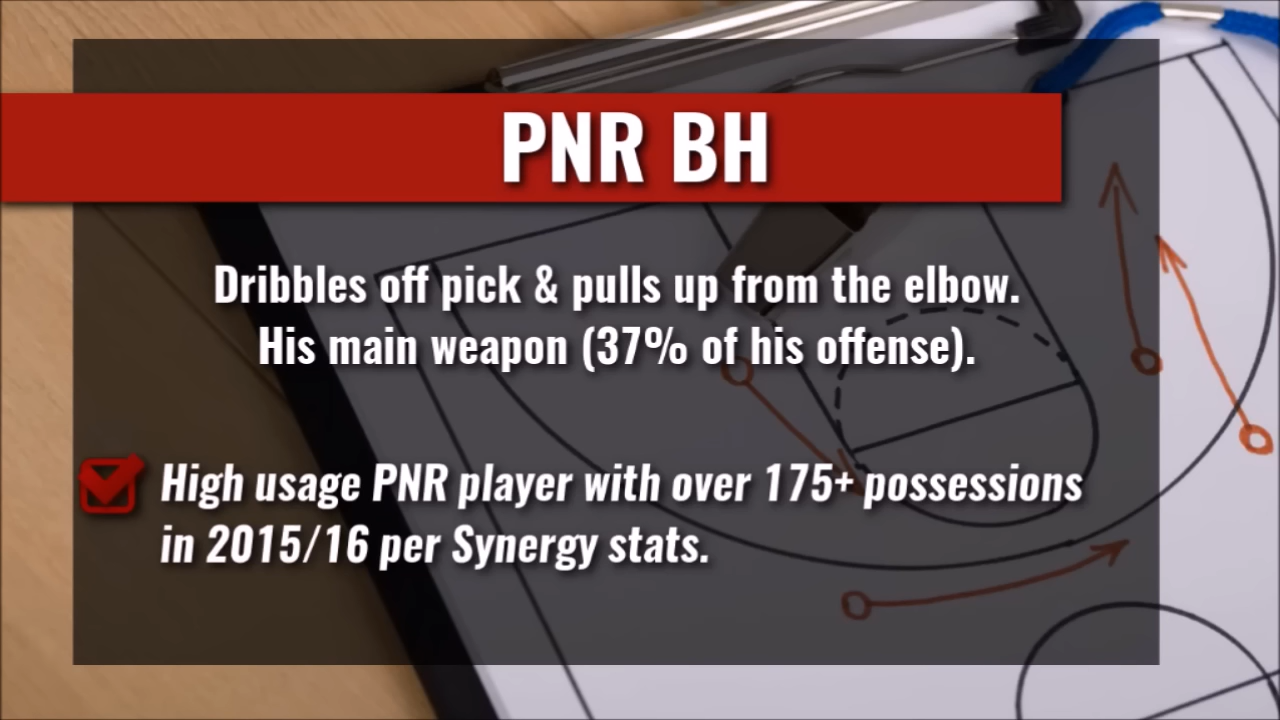 PNR BH
Dribbles off pick & pulls up from the elbow.
His main weapon (37% of his offense).
High usage PNR player with over 175+ possessions
in 2015/16 per Synergy stats.